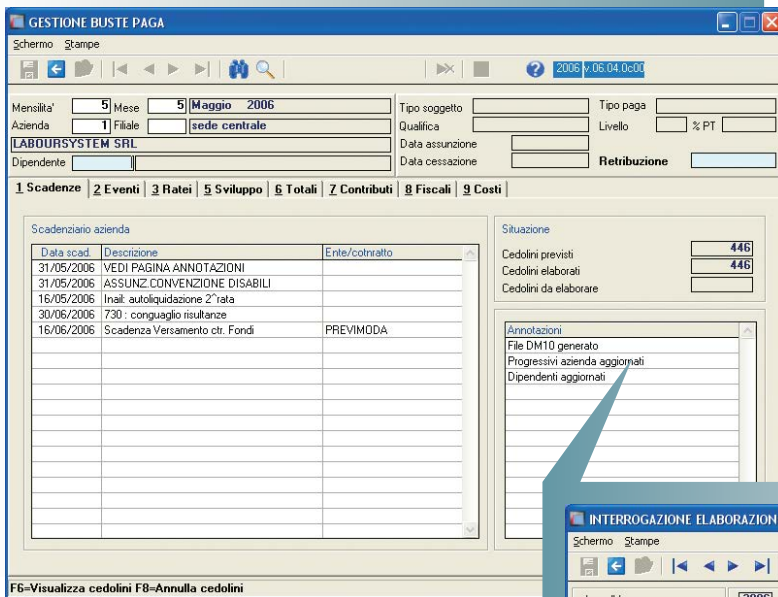 GESTIONE BUSTE PAGA
Schermo Stampe
2006 v.06.04.0c00
Mensilita' 5 Mese 5 Maggio 2006
Azienda 1 Filiale sede centrale
LABOURSYSTEM SRL
Dipendente
Tipo soggetto Tipo paga
Qualifica Livello % PT
Data assunzione
Data cessazione Retribuzione
1 Scadenze 2 Eventi 3 Ratei 5 Sviluppo 6 Totali 7 Contributi 8 Fiscali 9 Costi
Scadenziario azienda
Data scad. Descrizione Ente/cotnratto
31/05/2006 VEDI PAGINA ANNOTAZIONI
31/05/2006 ASSUNZ.CONVENZIONE DISABILI
16/05/2006 Inail: autoliquidazione 2^rata
30/06/2006 730 : conguaglio risultanze
16/06/2006 Scadenza Versamento ctr. Fondi PREVIMODA
Situazione
Cedolini previsti 446
Cedolini elaborati 446
Cedolini da elaborare
Annotazioni
File DM10 generato
Progressivi azienda aggiornati
Dipendenti aggiornati
F6=Visualizza cedolini F8=Annulla cedolini
INTERROGAZIONE ELABORAZION
Schermo Stampe
2006